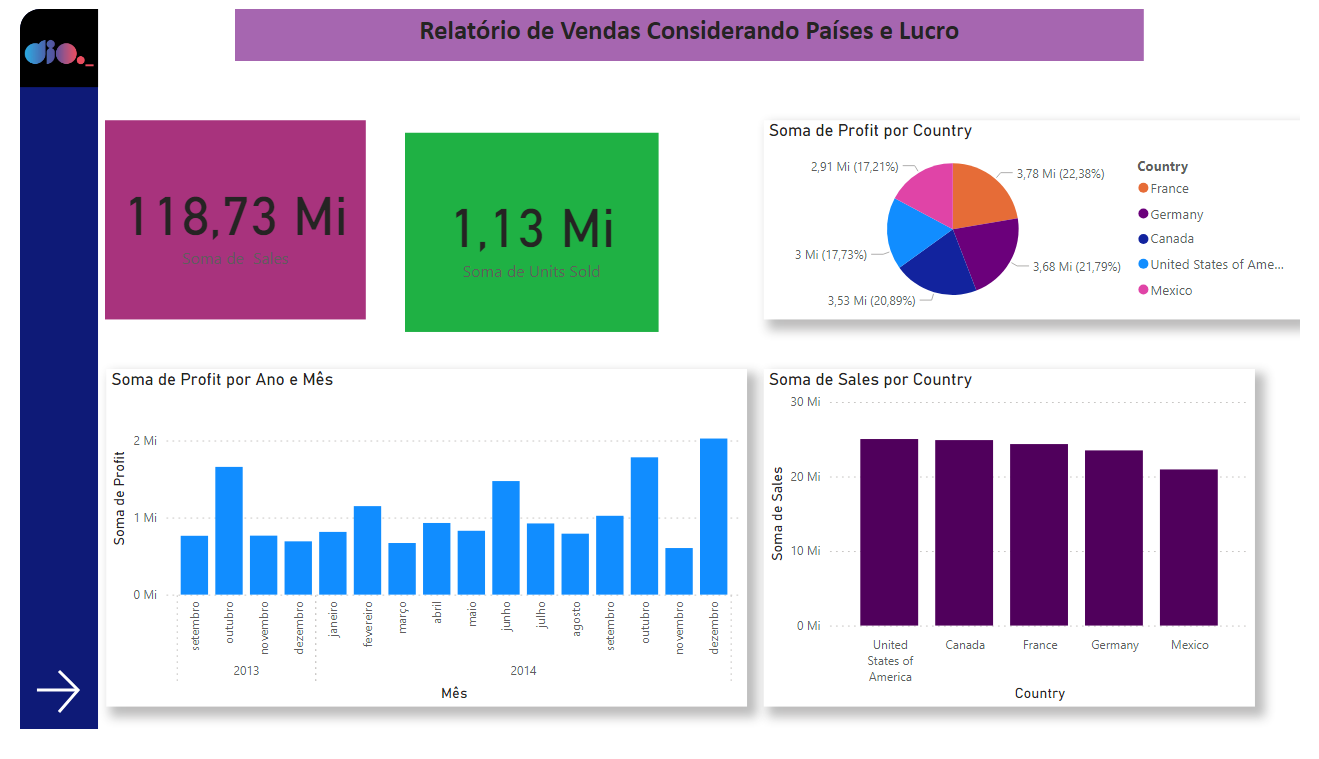 dio._
Relatório de Vendas Considerando Países e Lucro
118,73 Mi
Soma de Sales
1,13 Mi
Soma de Units Sold
Soma de Profit por Country
2,91 Mi (17,21%)
3,78 Mi (22,38%)
3 Mi (17,73%)
3,68 Mi (21,79%)
3,53 Mi (20,89%)
Country
France
Germany
Canada
United States of Ame...
Mexico
Soma de Profit por Ano e Mês
Soma de Profit
2 Mi
1 Mi
0 Mi
setembro
outubro
novembro
dezembro
janeiro
fevereiro
março
abril
maio
junho
julho
agosto
setembro
outubro
novembro
dezembro
2013
2014
Mês
Soma de Sales por Country
Soma de Sales
30 Mi
20 Mi
10 Mi
0 Mi
United
States of
America
Canada
France
Germany
Mexico
Country